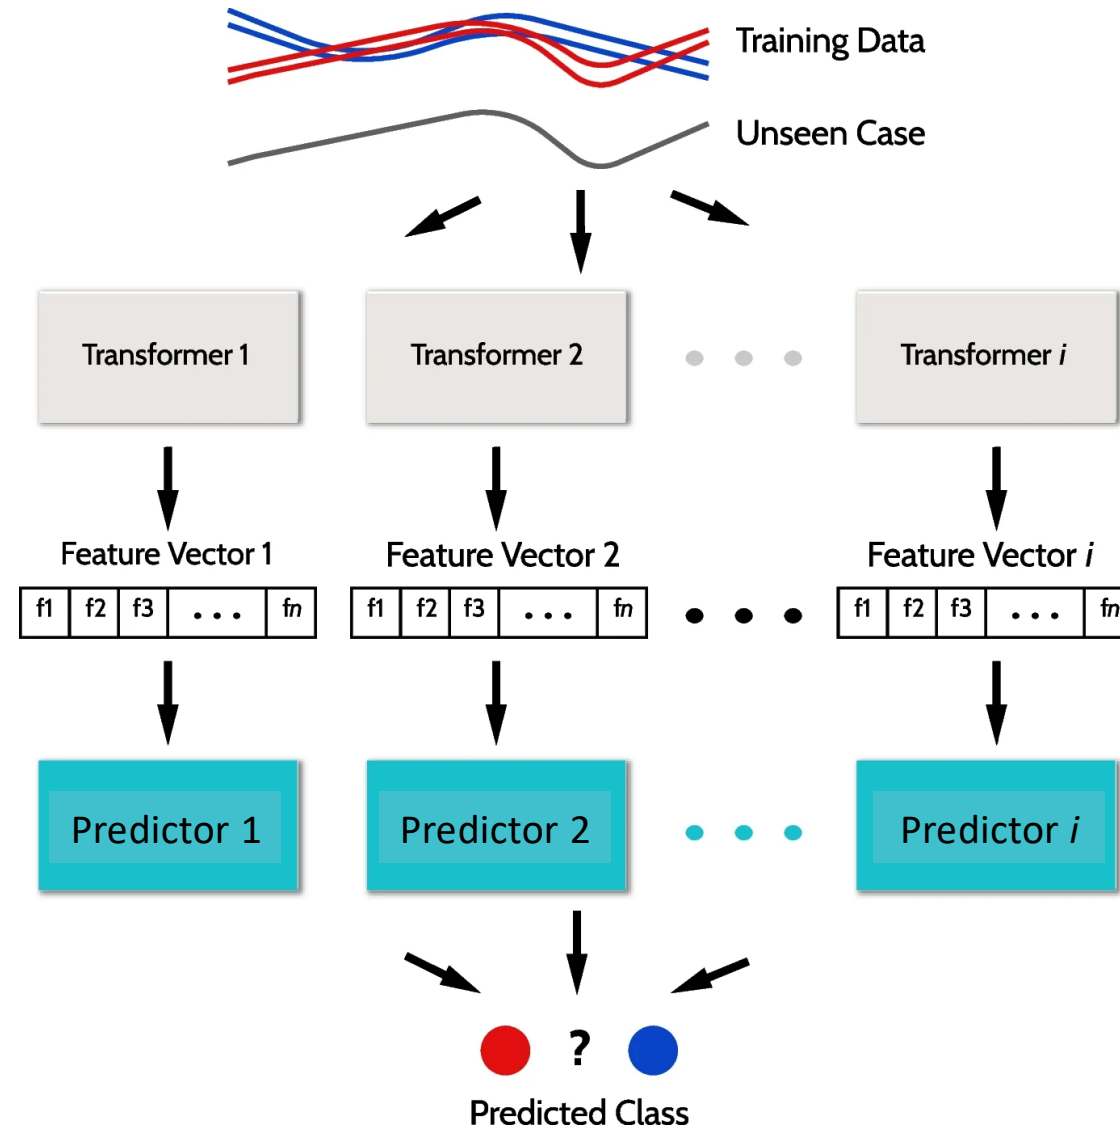 Training Data
Unseen Case
Transformer 1
Transformer 2
Transformer i
Feature Vector 1
Feature Vector 2
Feature Vector i
f1 f2 f3 ... fn
f1 f2 f3 ... fn
f1 f2 f3 ... fn
Predictor 1
Predictor 2
Predictor i
?
Predicted Class